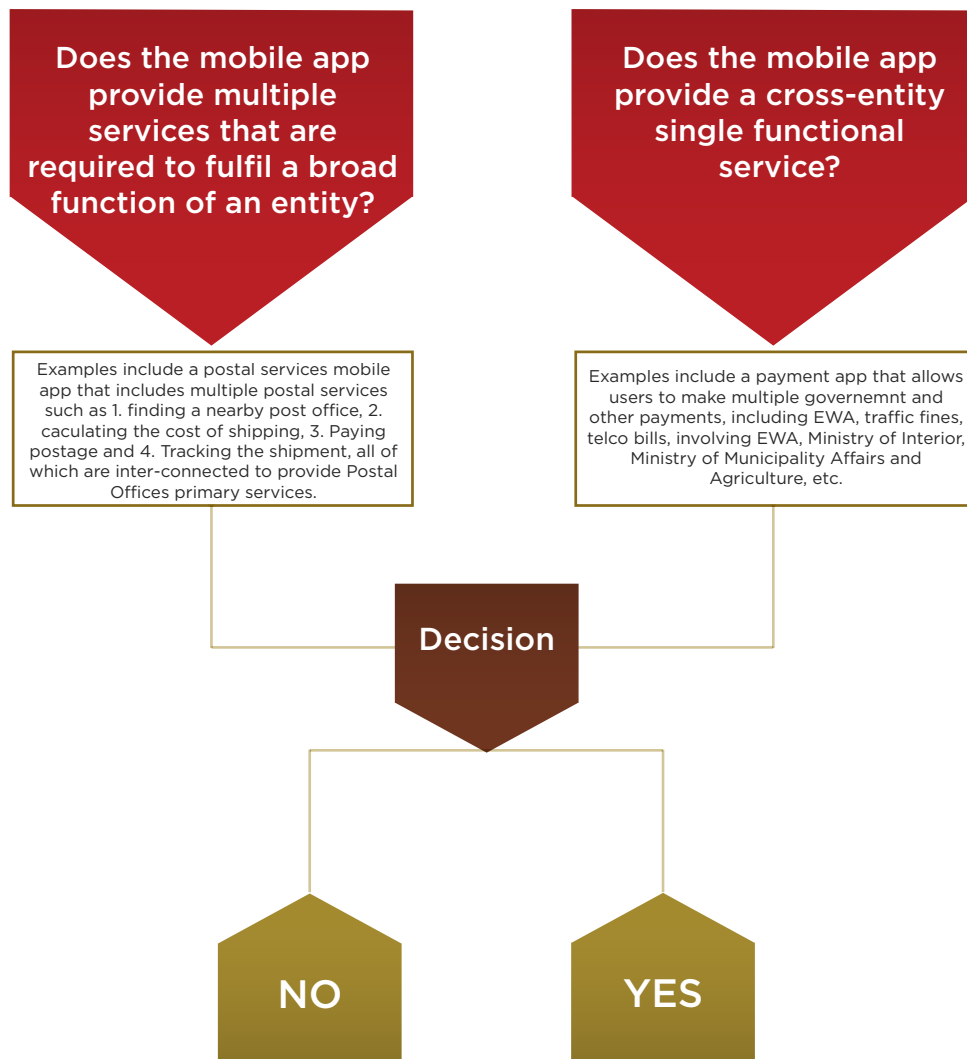 Does the mobile app
provide multiple
services that are
required to fulfil a broad
function of an entity?
Does the mobile app
provide a cross-entity
single functional
service?
Examples include a postal services mobile
app that includes multiple postal services
such as 1. finding a nearby post office, 2.
caculating the cost of shipping, 3. Paying
postage and 4. Tracking the shipment, all of
which are inter-connected to provide Postal
Offices primary services.
Examples include a payment app that allows
users to make multiple governemnt and
other payments, including EWA, traffic fines,
telco bills, involving EWA, Ministry of Interior,
Ministry of Municipality Affairs and
Agriculture, etc.
Decision
NO
YES